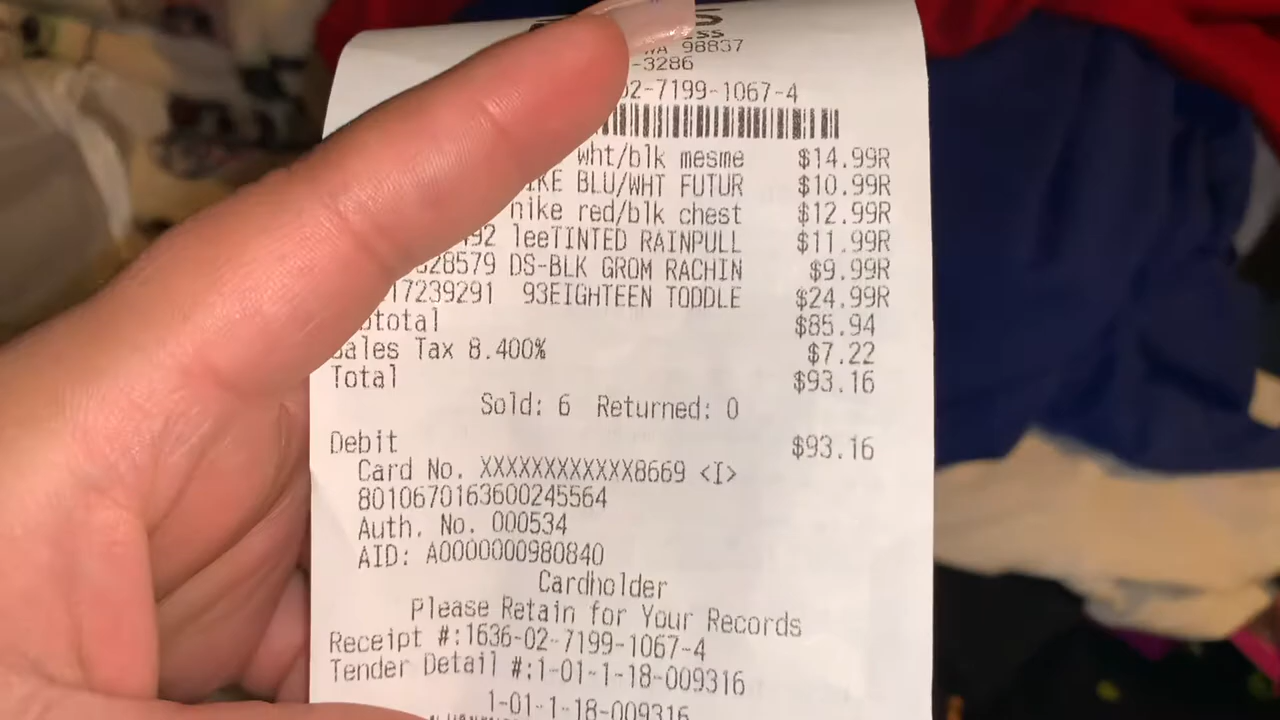 ss
WA 98837
-3286
02-7199-1067-4
wht/blk mesme $14.99R
IKE BLU/WHT FUTUR $10.99R
nike red/blk chest $12.99R
492 leeTINTED RAINPULL $11.99R
628579 DS-BLK GROM RACHIN $9.99R
17239291 93EIGHTEEN TODDLE $24.99R
btotal $85.94
Sales Tax 8.400% $7.22
Total $93.16
Sold: 6 Returned: 0
Debit $93.16
Card No. XXXXXXXXXXXX8669 <I>
8010670163600245564
Auth. No. 000534
AID: A0000000980840
Cardholder
Please Retain for Your Records
Receipt #:1636-02-7199-1067-4
Tender Detail #:1-01-1-18-009316
1-01-1-18-009316